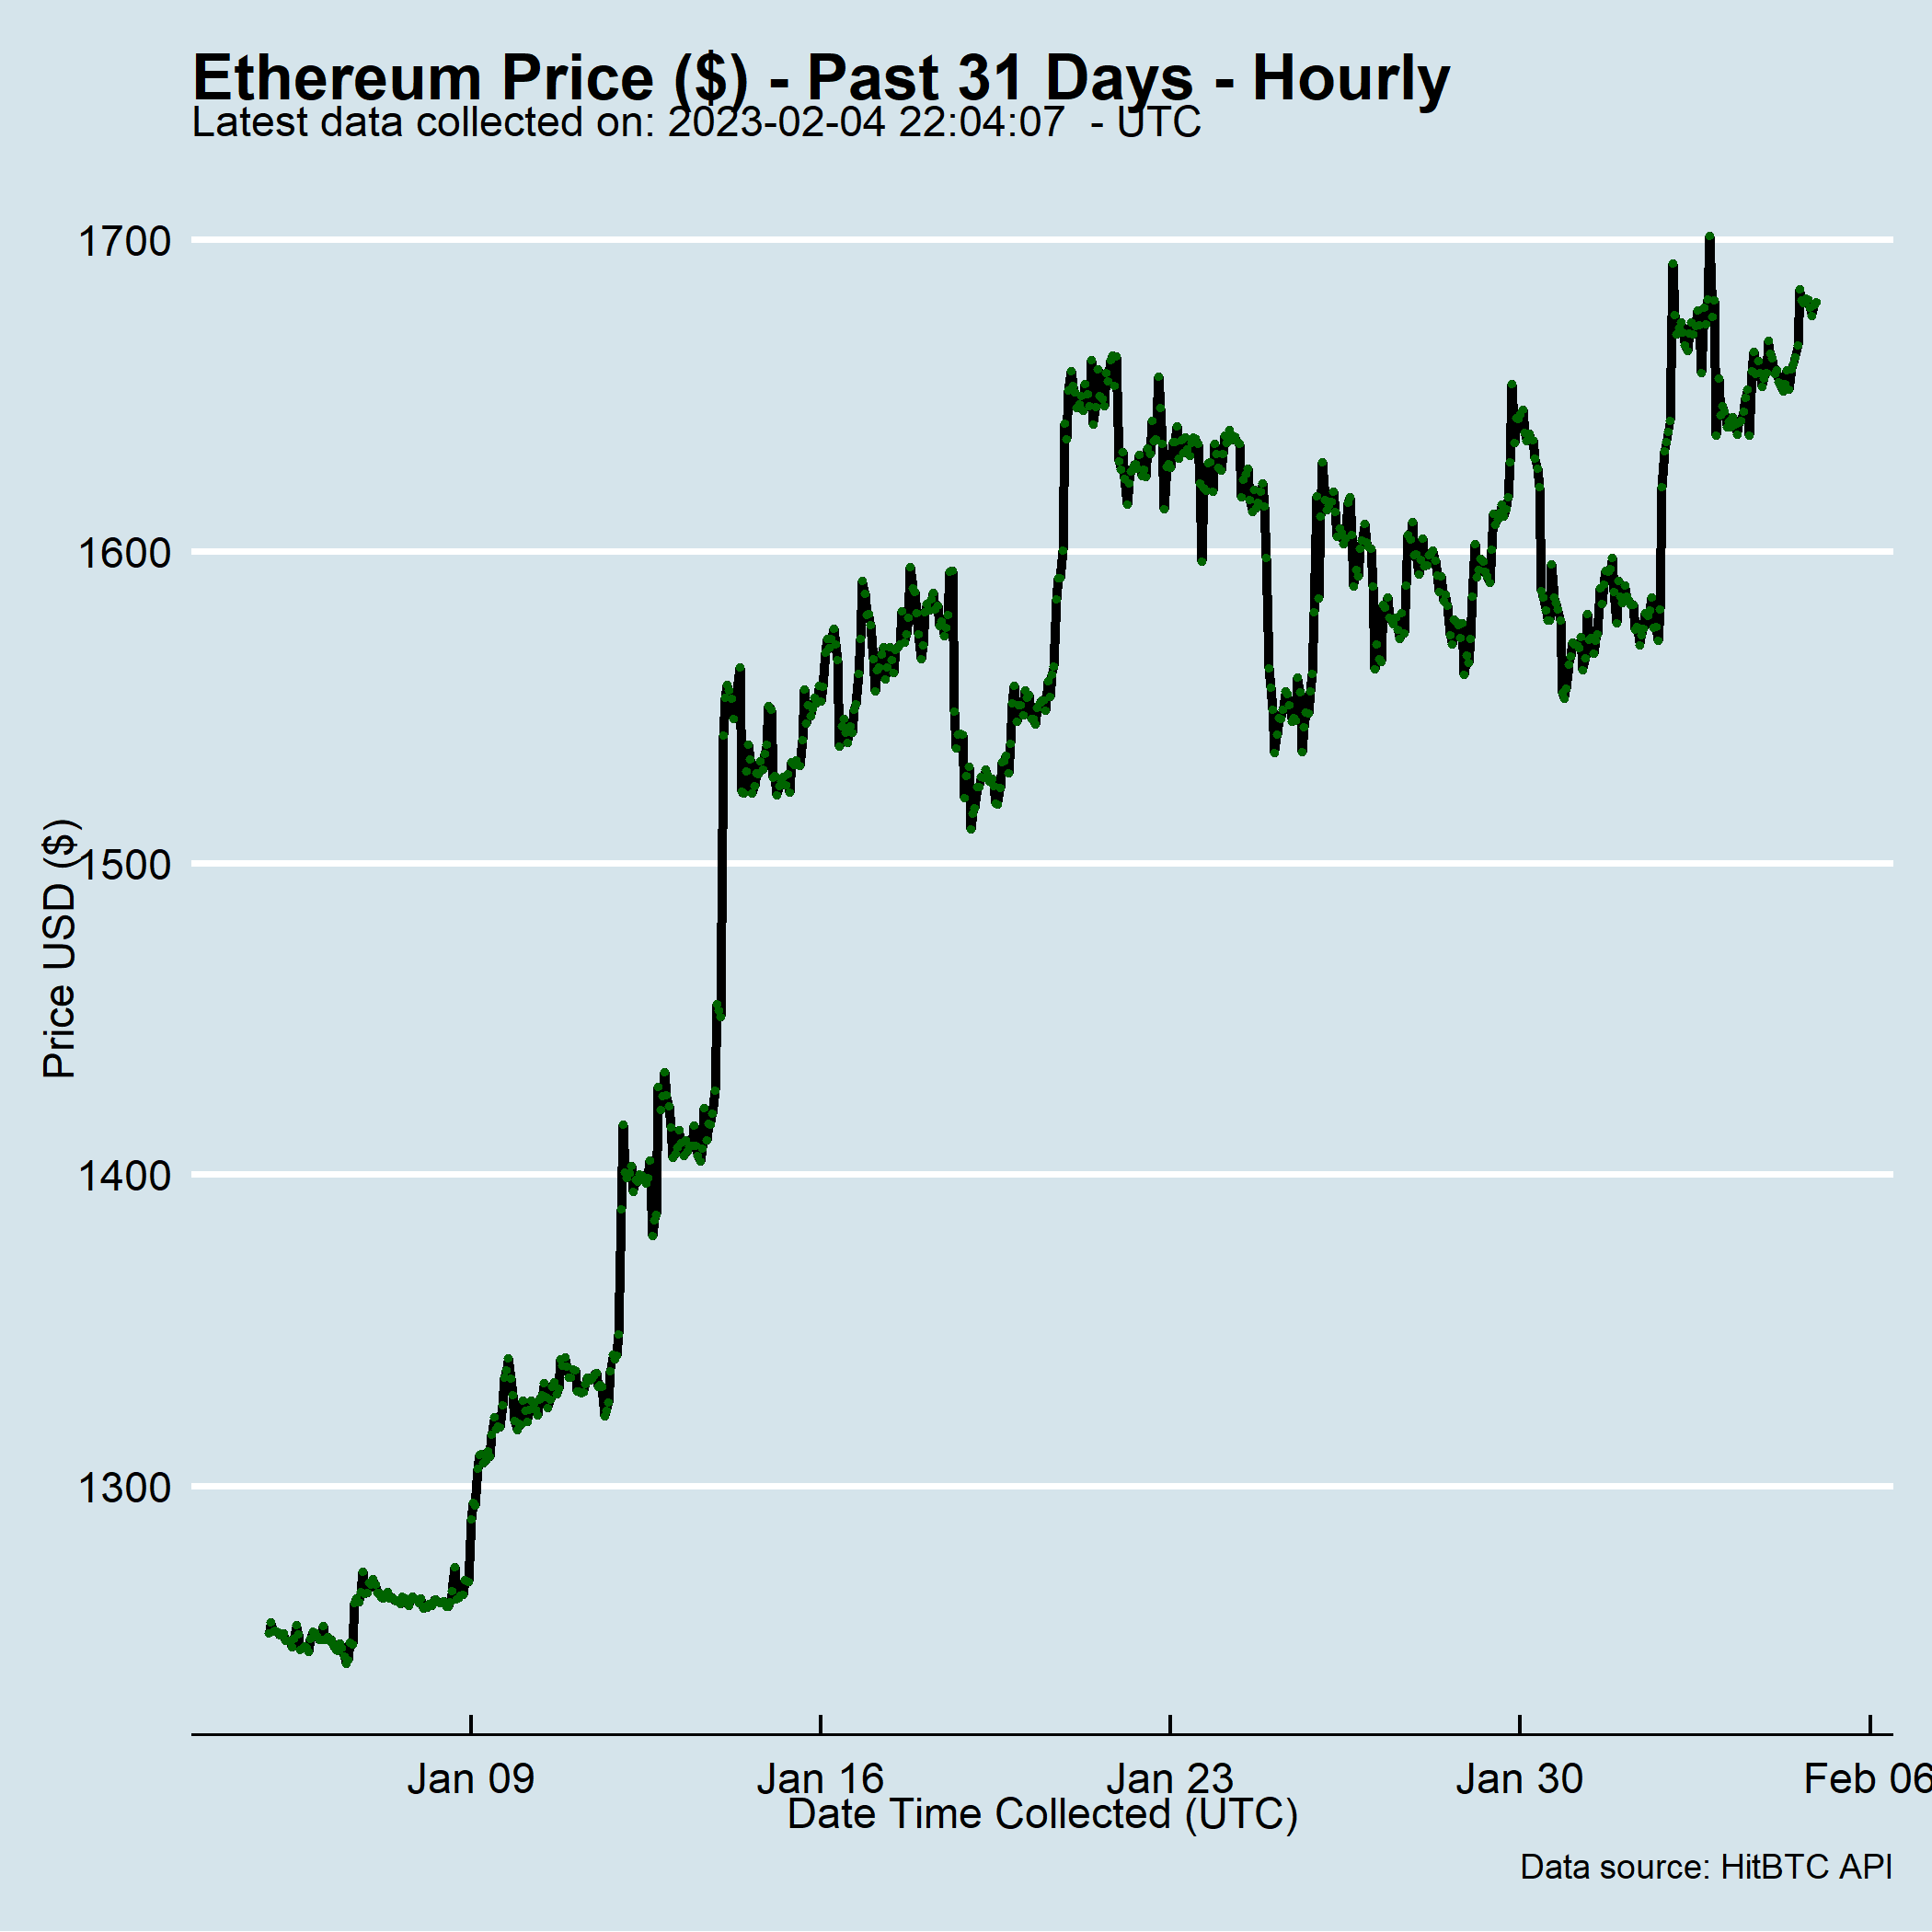 Ethereum Price ($) - Past 31 Days - Hourly
Latest data collected on: 2023-02-04 22:04:07  - UTC
1700
1600
1500
1400
1300
Price USD ($)
Jan 09
Jan 16
Jan 23
Jan 30
Feb 06
Date Time Collected (UTC)
Data source: HitBTC API